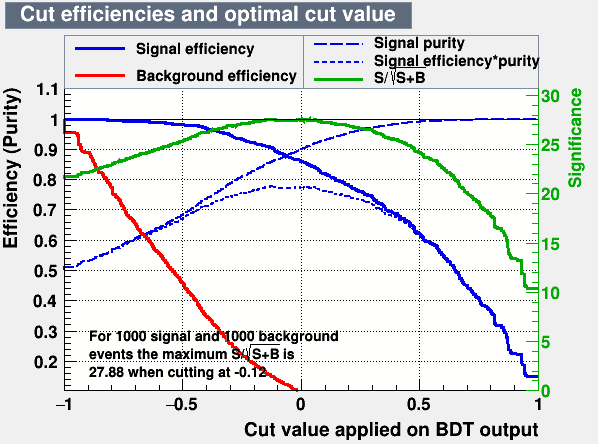 Cut efficiencies and optimal cut value
Signal efficiency
Background efficiency
Signal purity
Signal efficiency*purity
S/√S+B
Efficiency (Purity)
1.1
1
0.9
0.8
0.7
0.6
0.5
0.4
0.3
0.2
For 1000 signal and 1000 background
events the maximum S/√S+B is
27.88 when cutting at -0.12
30
25
20
15
10
5
0
Significance
−1
−0.5
0
0.5
1
Cut value applied on BDT output